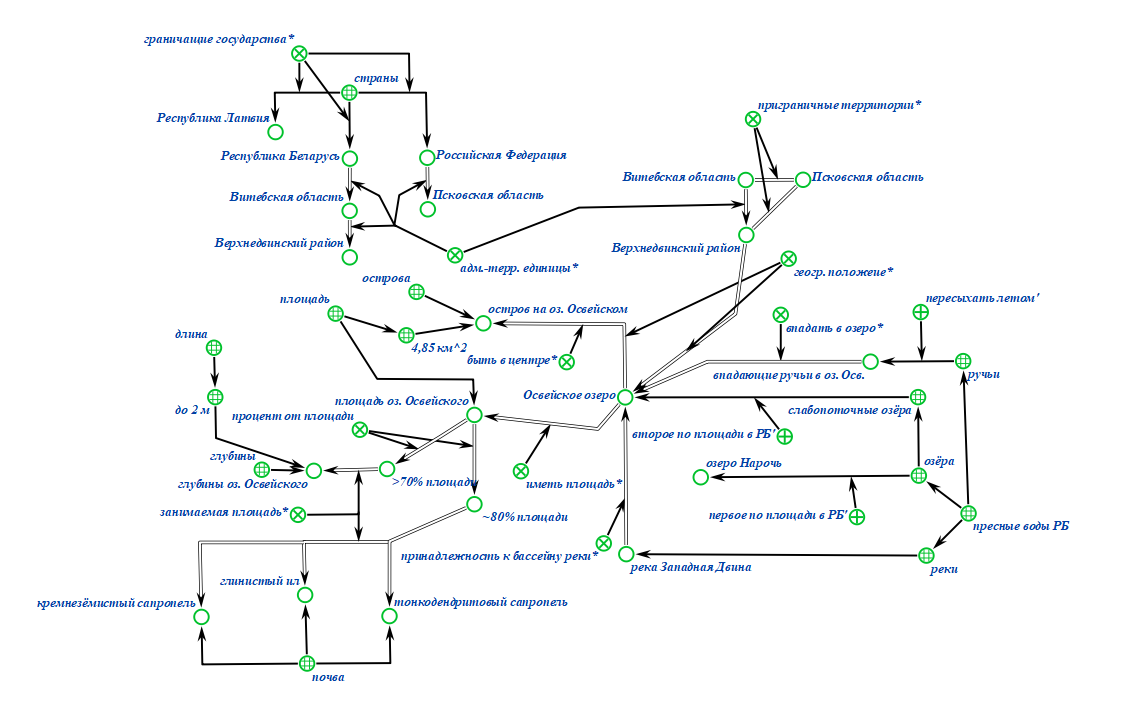 граничащие государства*
страны
приграничные территории*
Республика Латвия
Республика Беларусь
Российская Федерация
Витебская область
Псковская область
Витебская область
Псковская область
Верхнедвинский район
Верхнедвинский район
адм.-терр. единицы*
геогр. положеие*
острова
площадь
остров на оз. Освейском
пересыхать летом'
длина
4,85 км^2
впадать в озеро*
быть в центре*
впадающие ручьи в оз. Осв.
ручьи
до 2 м
процент от площади
площадь оз. Освейского
Освейское озеро
слабопоточные озёра
второе по площади в РБ'
глубины
глубины оз. Освейского
>70% площади
иметь площадь*
озеро Нарочь
озёра
занимаемая площадь*
~80% площади
первое по площади в РБ'
пресные воды РБ
принадлежность к бассейну реки*
река Западная Двина
реки
глинистый ил
кремнезёмистый сапропель
тонкодендритовый сапропель
почва